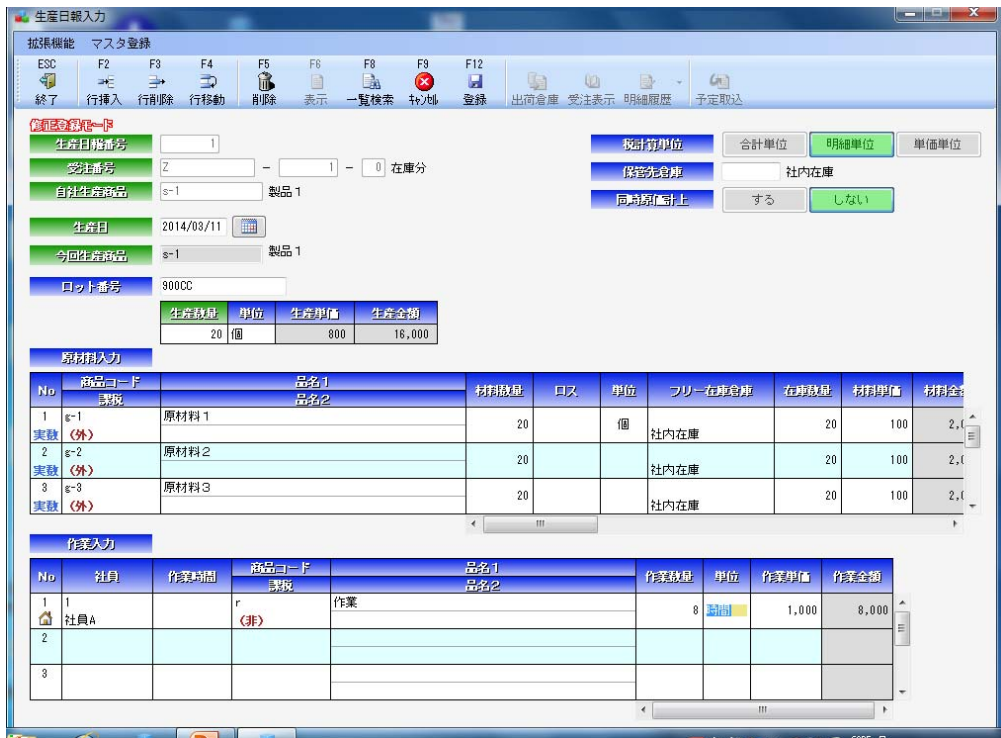 生産日報入力
拡張機能 マスタ登録
ESC F2 F3 F4 F5 F6 F8 F9 F12
終了 行挿入 行削除 行移動 削除 表示 一覧検索 ｷｬﾝｾﾙ 登録 出荷倉庫 受注表示 明細履歴 予定取込
修正登録モード
生産日報番号 1 税計算単位 合計単位 明細単位 単価単位
受注番号 Z - 1 - 0 在庫分 保管先倉庫 社内在庫
自社生産商品 s-1 製品1 同時原価計上 する しない
生産日 2014/03/11
今回生産商品 s-1 製品1
ロット番号 900CC
生産数量 単位 生産単価 生産金額
20 個 800 16,000
原材料入力
No 商品コード 品名1 材料数量 ロス 単位 フリー在庫倉庫 在庫数量 材料単価 材料金
課税 品名2
1 g-1 原材料1 20 個 20 100 2,0
実数 (外) 社内在庫
2 g-2 原材料2 20 20 100 2,0
実数 (外) 社内在庫
3 g-3 原材料3 20 20 100 2,0
実数 (外) 社内在庫
作業入力
No 社員 作業時間 商品コード 品名1 作業数量 単位 作業単価 作業金額
課税 品名2
1 1 r 作業 8 時間 1,000 8,000
社員A (非)
2
3